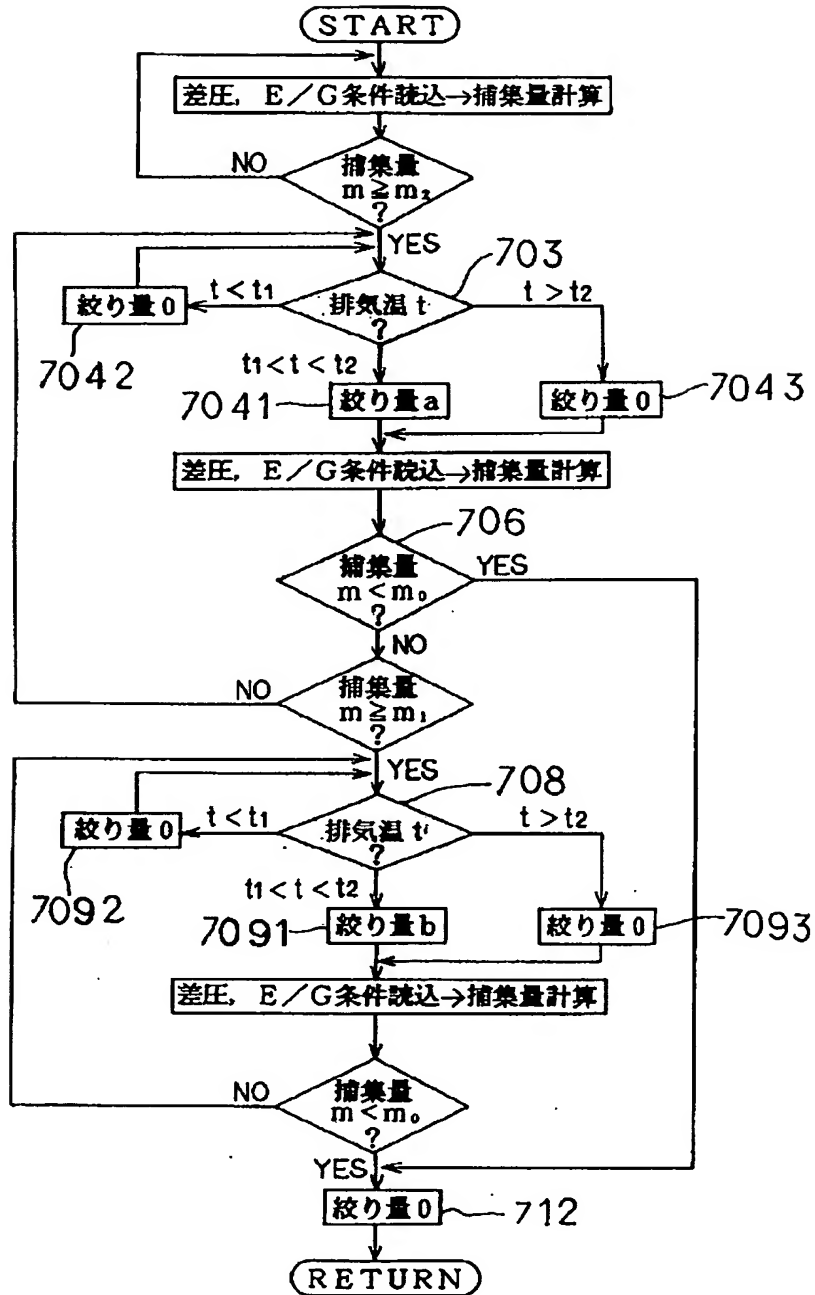 START
差圧, E/G条件読込→捕集量計算
NO
捕集量
m≧m₂
?
YES
703
t<t1
排気温 t
?
t>t2
絞り量0
7042
t1<t<t2
7041
絞り量a
絞り量0
7043
差圧, E/G条件読込→捕集量計算
706
捕集量
m<m₀
?
YES
NO
NO
捕集量
m≧m₁
?
YES
708
t<t1
排気温 t
?
t>t2
絞り量0
7092
t1<t<t2
7091
絞り量b
絞り量0
7093
差圧, E/G条件読込→捕集量計算
NO
捕集量
m<m₀
?
YES
絞り量0
712
RETURN